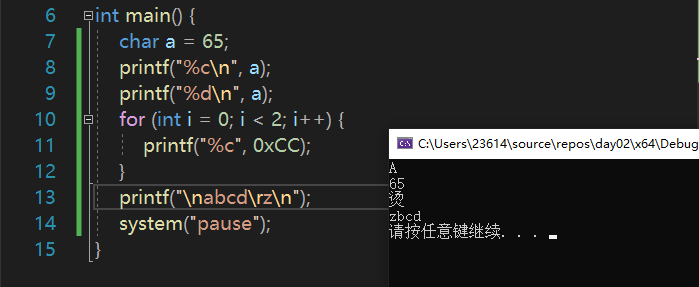 6 int main() {
7 char a = 65;
8 printf("%c\n", a);
9 printf("%d\n", a);
10 for (int i = 0; i < 2; i++) {
11 printf("%c", 0xCC);
12 }
13 printf("\nabcd\rz\n");
14 system("pause");
15 }
C:\Users\23614\source\repos\day02\x64\Debug
A
65
烫
zbcd
请按任意键继续. . .